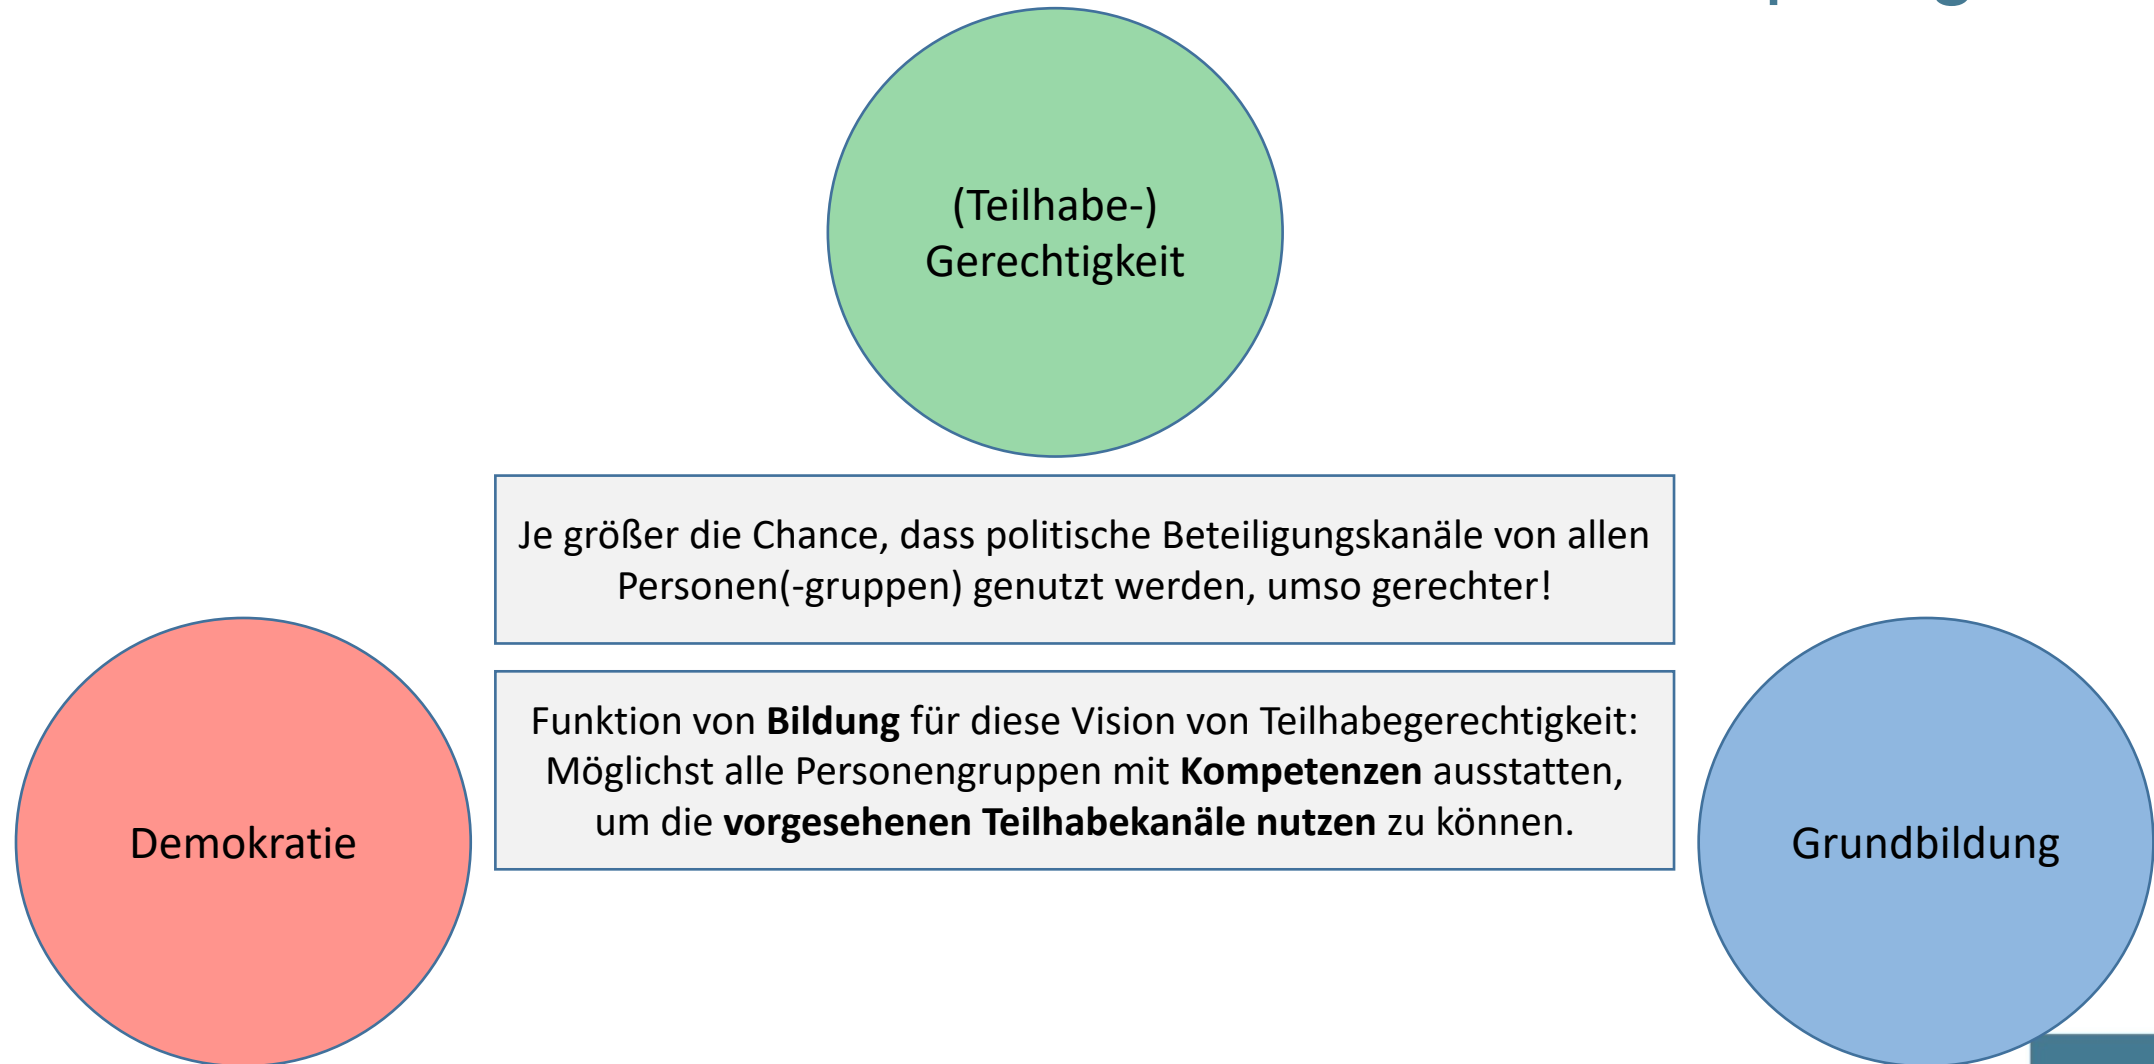 (Teilhabe-)
Gerechtigkeit
Je größer die Chance, dass politische Beteiligungskanäle von allen
Personen(-gruppen) genutzt werden, umso gerechter!
Funktion von Bildung für diese Vision von Teilhabegerechtigkeit:
Möglichst alle Personengruppen mit Kompetenzen ausstatten,
um die vorgesehenen Teilhabekanäle nutzen zu können.
Demokratie
Grundbildung